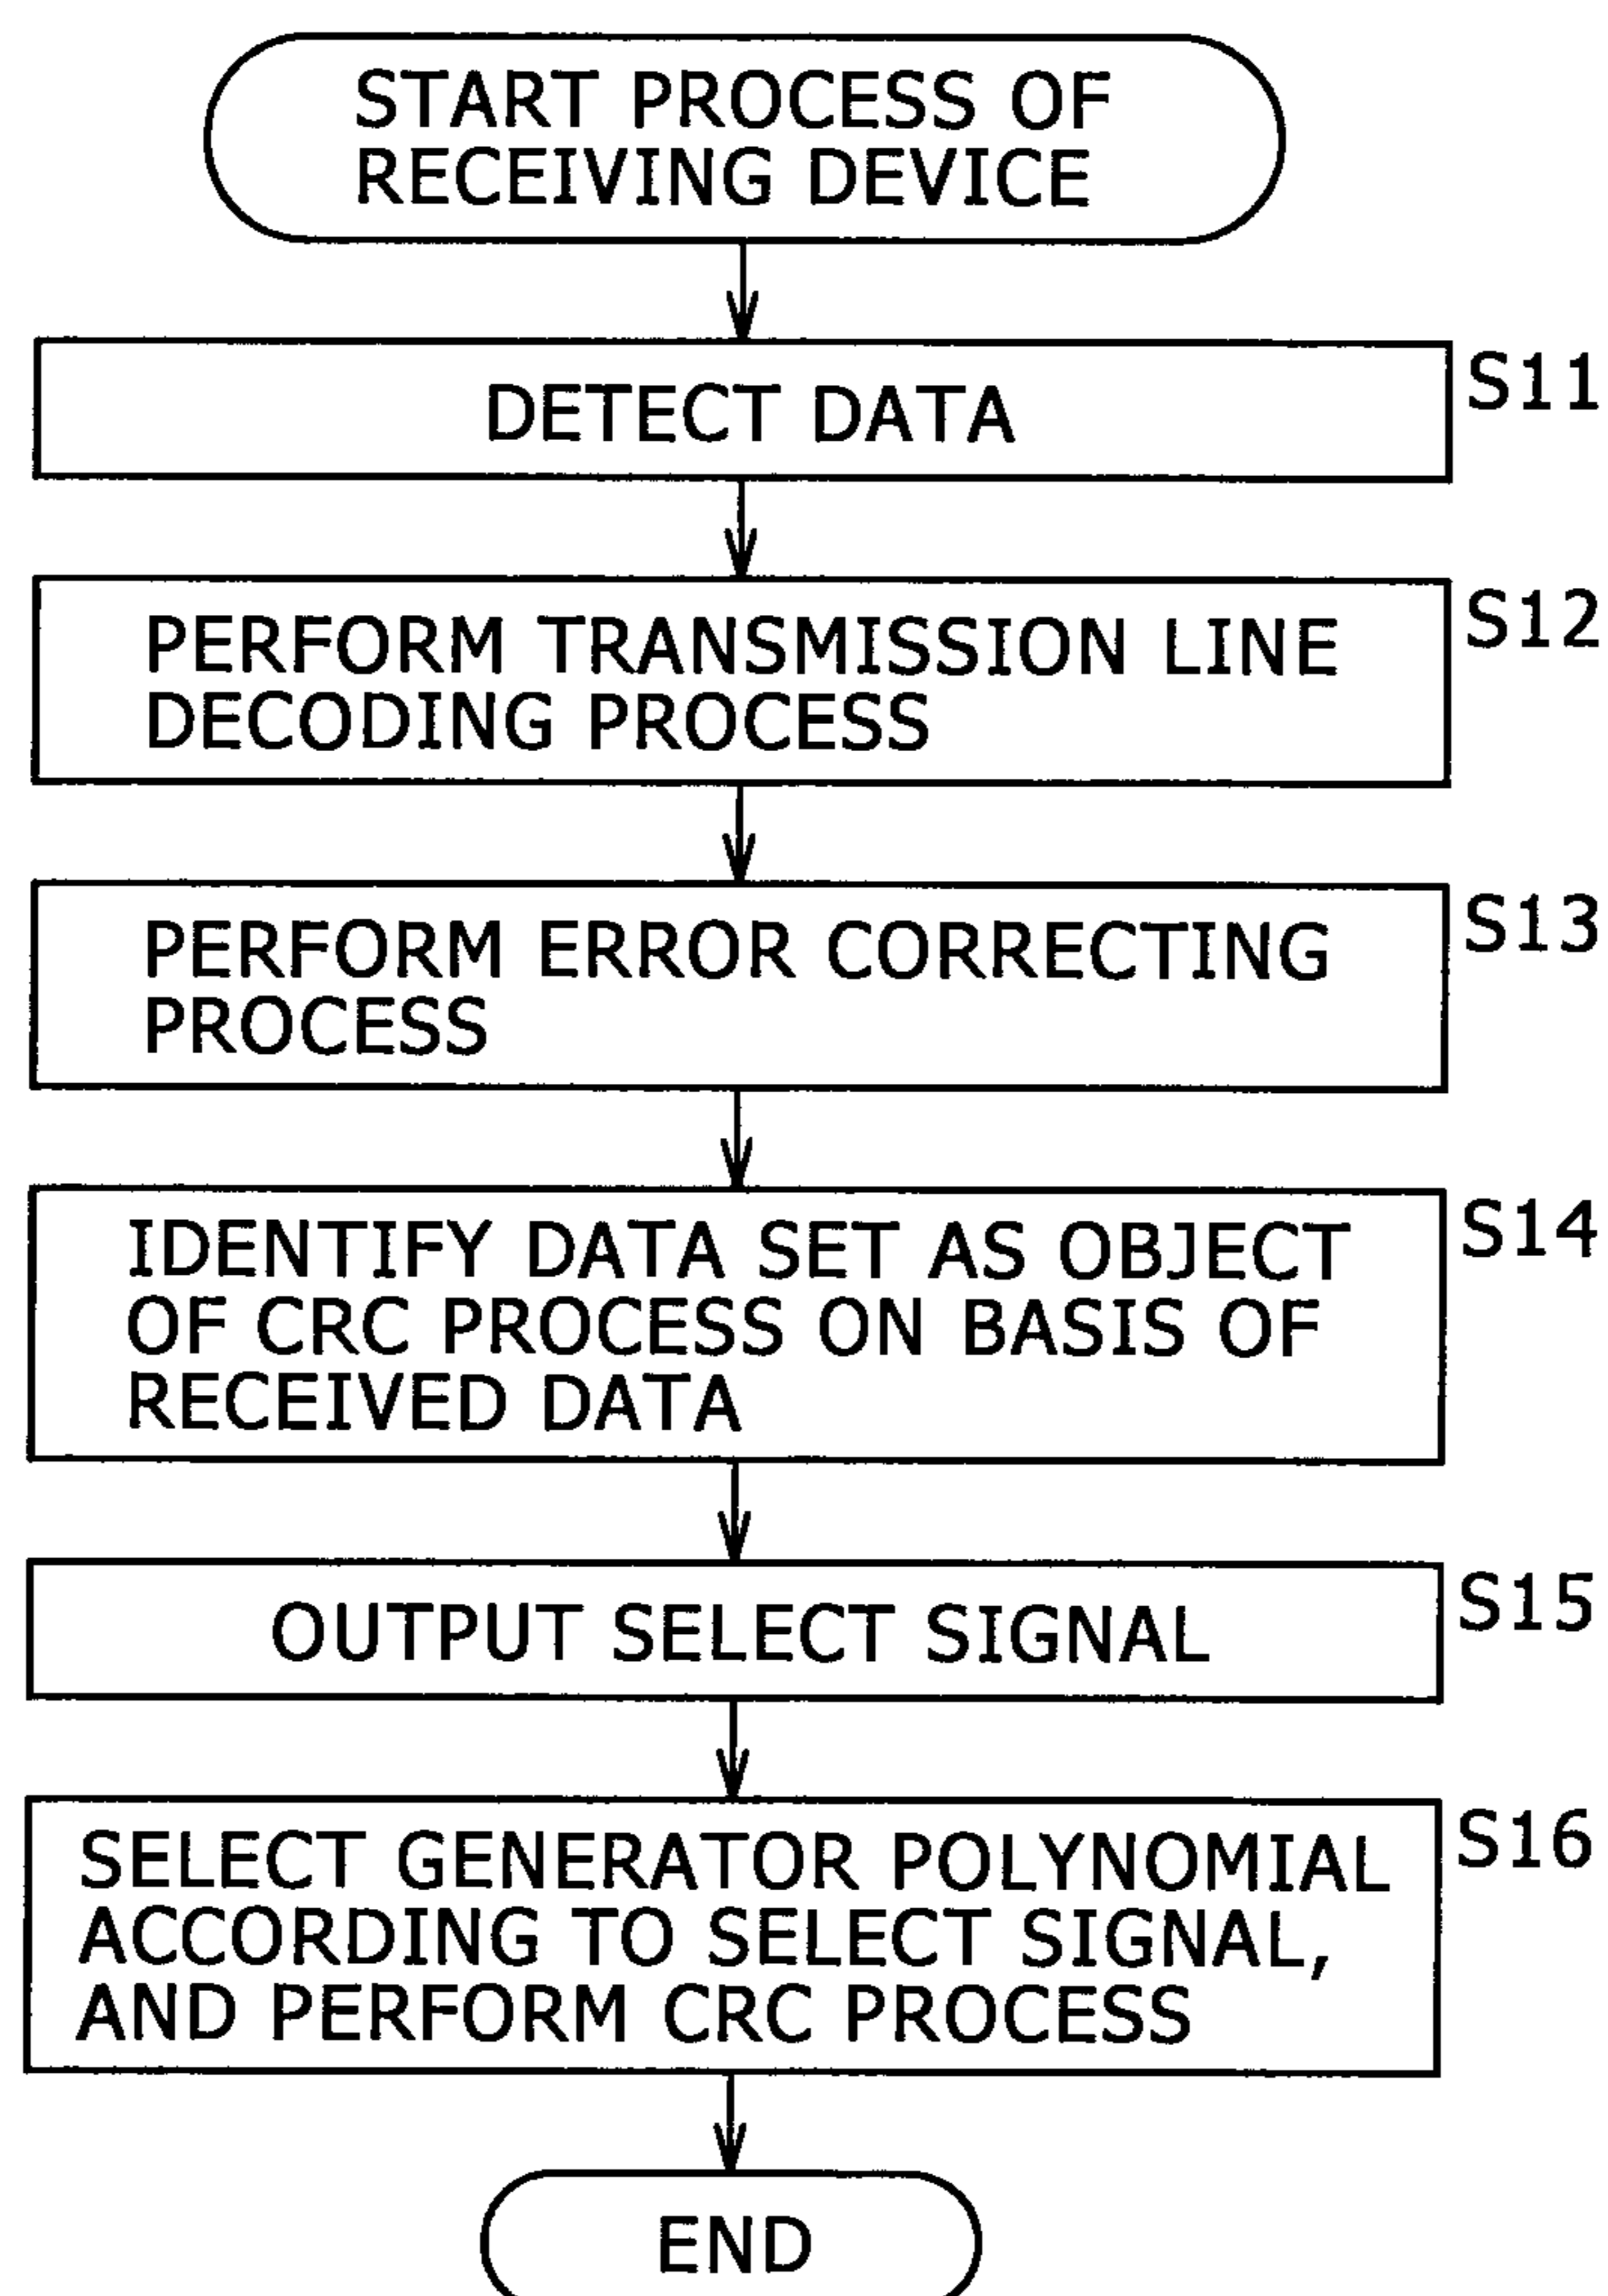 START PROCESS OF
RECEIVING DEVICE
DETECT DATA
S11
PERFORM TRANSMISSION LINE
DECODING PROCESS
S12
PERFORM ERROR CORRECTING
PROCESS
S13
IDENTIFY DATA SET AS OBJECT
OF CRC PROCESS ON BASIS OF
RECEIVED DATA
S14
OUTPUT SELECT SIGNAL
S15
SELECT GENERATOR POLYNOMIAL
ACCORDING TO SELECT SIGNAL,
AND PERFORM CRC PROCESS
S16
END